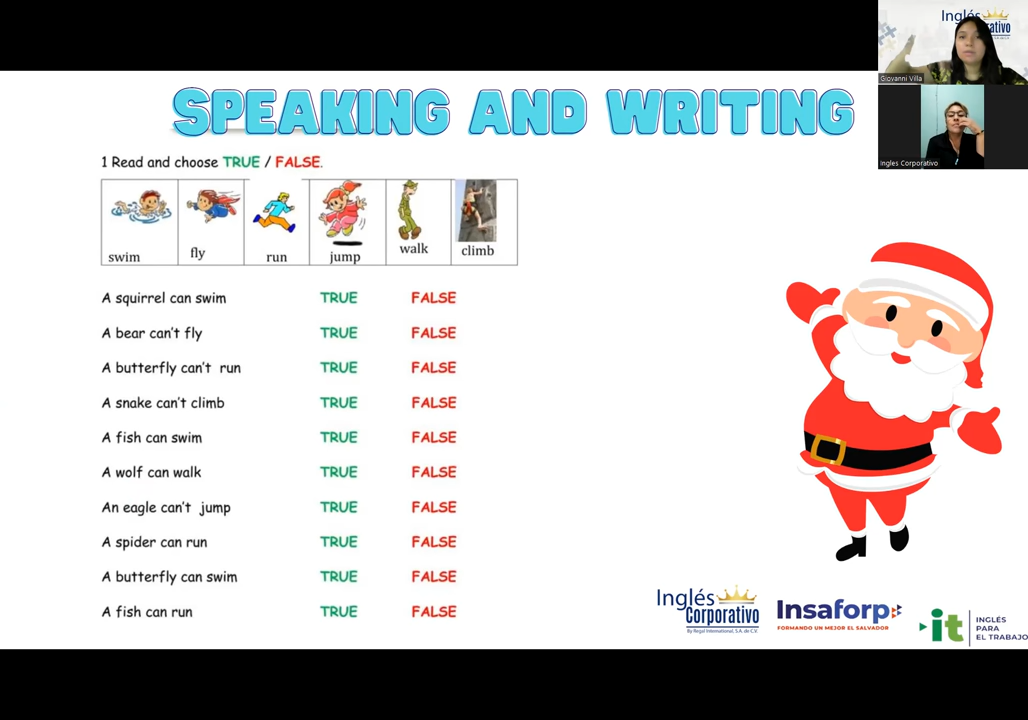 SPEAKING AND WRITING
1 Read and choose TRUE / FALSE.
swim fly run jump walk climb
A squirrel can swim TRUE FALSE
A bear can't fly TRUE FALSE
A butterfly can't run TRUE FALSE
A snake can't climb TRUE FALSE
A fish can swim TRUE FALSE
A wolf can walk TRUE FALSE
An eagle can't jump TRUE FALSE
A spider can run TRUE FALSE
A butterfly can swim TRUE FALSE
A fish can run TRUE FALSE
Inglés
Corporativo
By Regal International, S.A. de C.V.
Insaforp
FORMANDO UN MEJOR EL SALVADOR
it
INGLÉS
PARA
EL TRABAJO
Inglés
Giovanni Villa
Ingles Corporativo